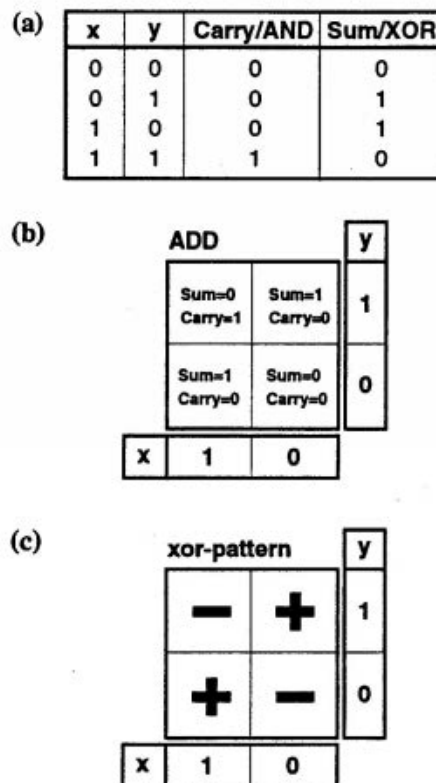 (a)
x y Carry/AND Sum/XOR
0 0 0 0
0 1 0 1
1 0 0 1
1 1 1 0
(b)
ADD y
Sum=0 Sum=1 1
Carry=1 Carry=0
Sum=1 Sum=0 0
Carry=0 Carry=0
x 1 0
(c)
xor-pattern y
− + 1
+ − 0
x 1 0